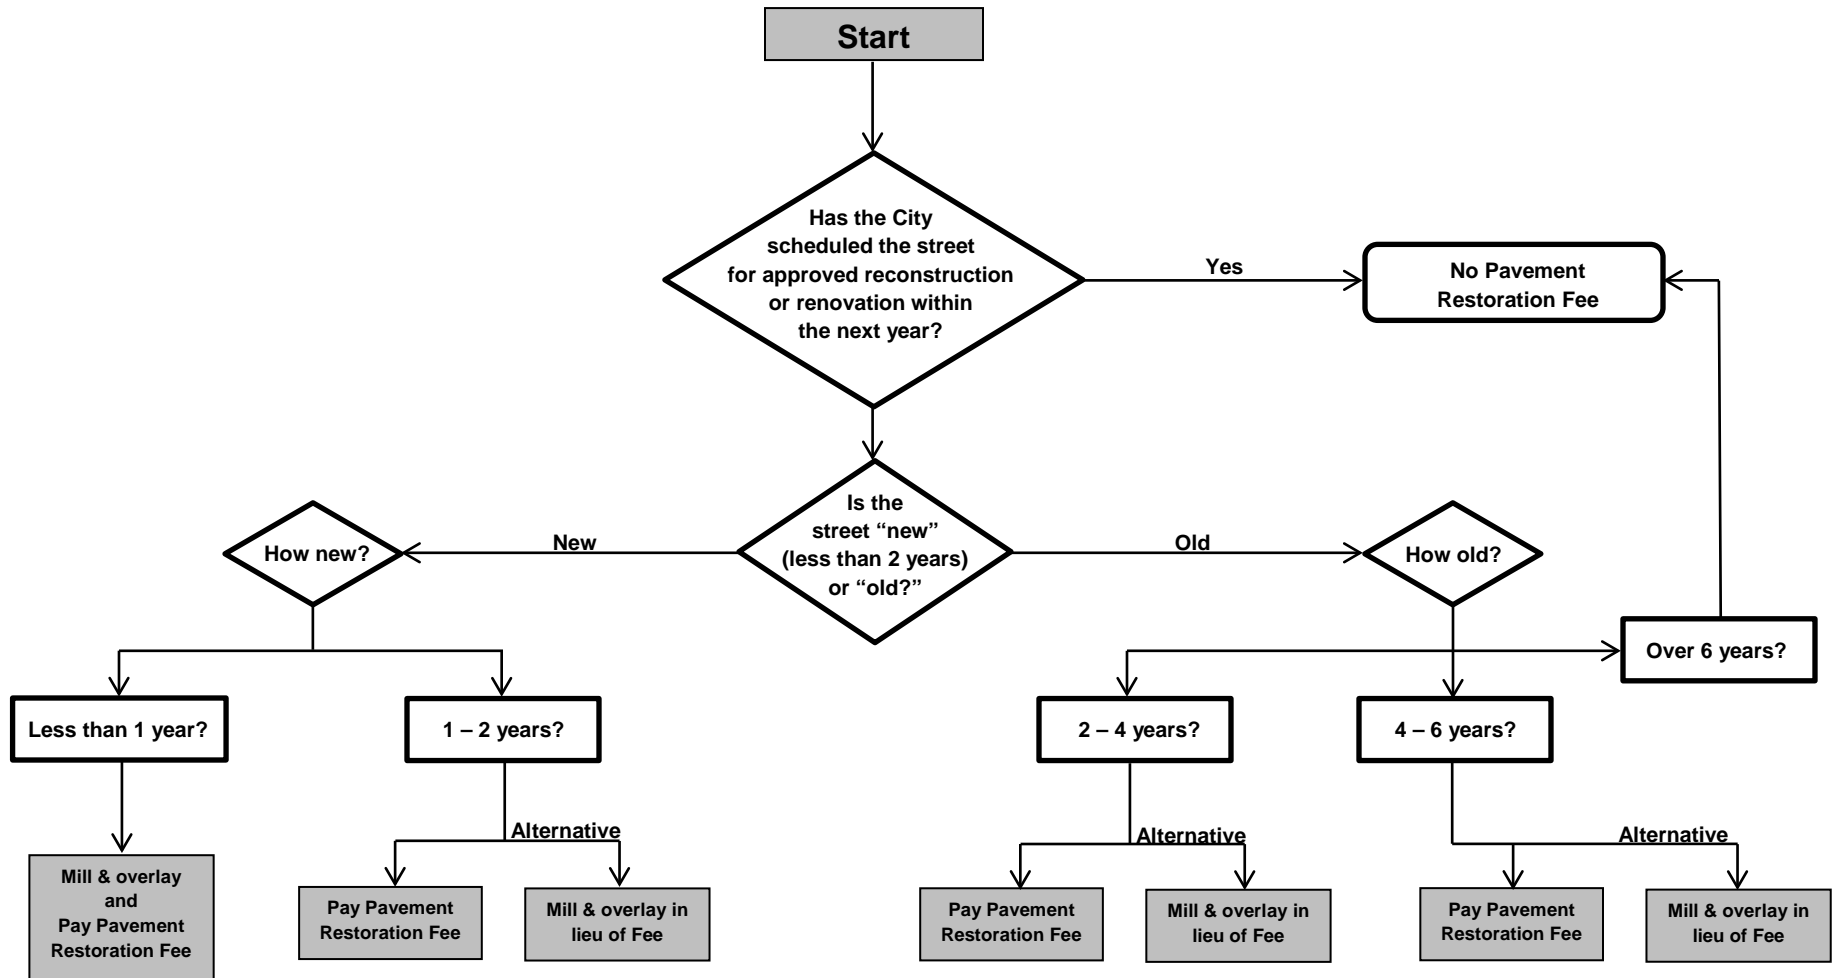 Start
Has the City
scheduled the street
for approved reconstruction
or renovation within
the next year?
Yes
No Pavement
Restoration Fee
Is the
street “new”
(less than 2 years)
or “old?”
New
Old
How new?
How old?
Over 6 years?
Less than 1 year?
1 – 2 years?
2 – 4 years?
4 – 6 years?
Alternative
Alternative
Alternative
Mill & overlay
and
Pay Pavement
Restoration Fee
Pay Pavement
Restoration Fee
Mill & overlay in
lieu of Fee
Pay Pavement
Restoration Fee
Mill & overlay in
lieu of Fee
Pay Pavement
Restoration Fee
Mill & overlay in
lieu of Fee